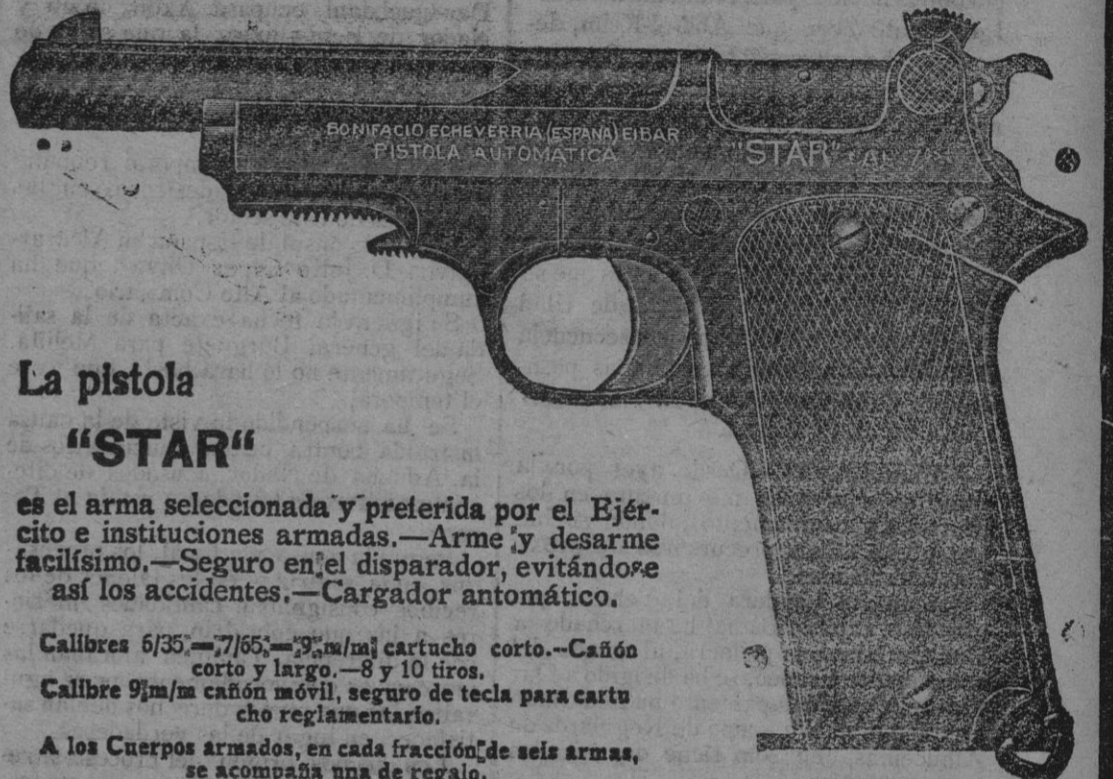 BONIFACIO ECHEVERRIA (ESPAÑA) EIBAR
PISTOLA AUTOMATICA
"STAR" CAL
La pistola
"STAR"
es el arma seleccionada y preferida por el Ejér-
cito e instituciones armadas.—Arme y desarme
facilísimo.—Seguro en el disparador, evitándose
así los accidentes.—Cargador antomático.
Calibres 6/35.—7/65.—9 m/m cartucho corto.--Cañón
corto y largo.—8 y 10 tiros.
Calibre 9 m/m cañón móvil, seguro de tecla para cartu
cho reglamentario.
A los Cuerpos armados, en cada fracción de seis armas,
se acompaña una de regalo.